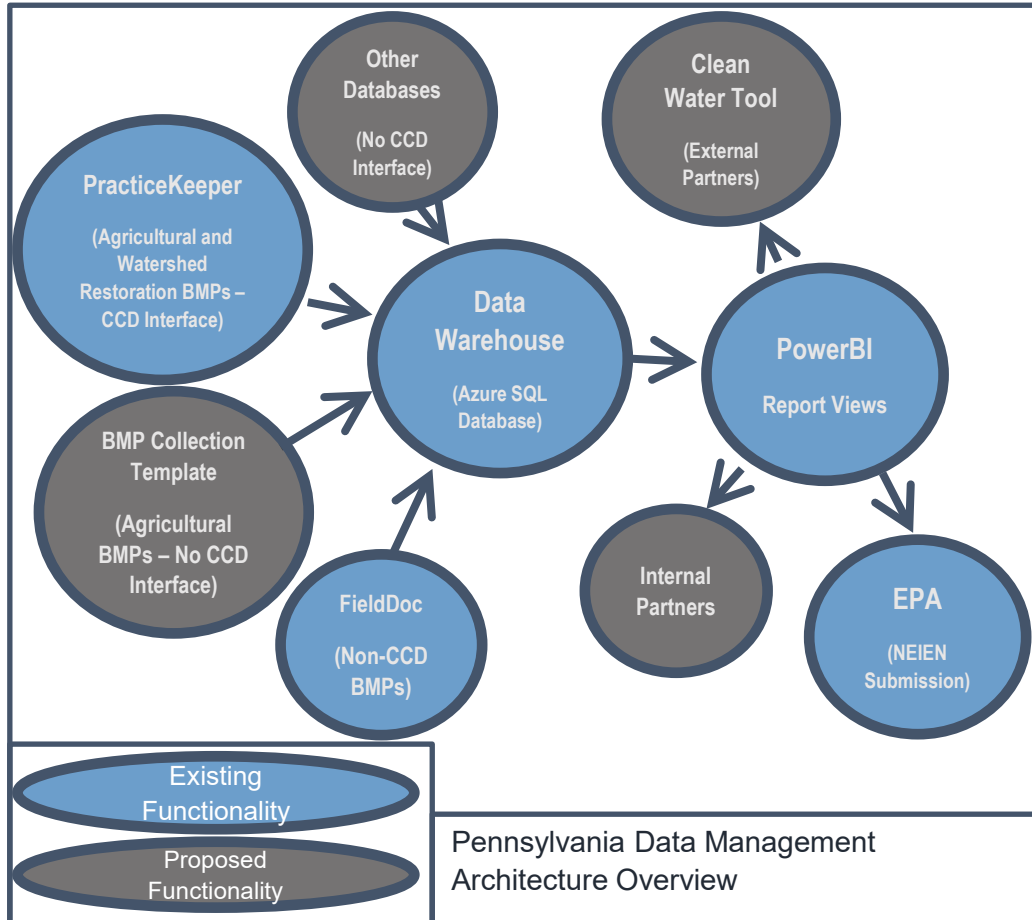 Other
Databases
(No CCD
Interface)
Clean
Water Tool
(External
Partners)
PracticeKeeper
(Agricultural and
Watershed
Restoration BMPs –
CCD Interface)
Data
Warehouse
(Azure SQL
Database)
PowerBI
Report Views
BMP Collection
Template
(Agricultural
BMPs – No CCD
Interface)
FieldDoc
(Non-CCD
BMPs)
Internal
Partners
EPA
(NEIEN
Submission)
Existing
Functionality
Proposed
Functionality
Pennsylvania Data Management
Architecture Overview